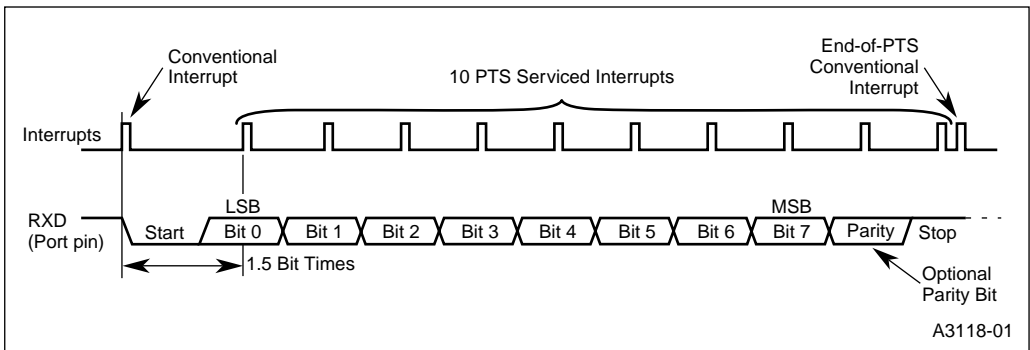 Conventional
Interrupt
10 PTS Serviced Interrupts
End-of-PTS
Conventional
Interrupt
Interrupts
RXD
(Port pin)
Start
LSB
Bit 0
Bit 1
Bit 2
Bit 3
Bit 4
Bit 5
Bit 6
MSB
Bit 7
Parity
Stop
1.5 Bit Times
Optional
Parity Bit
A3118-01